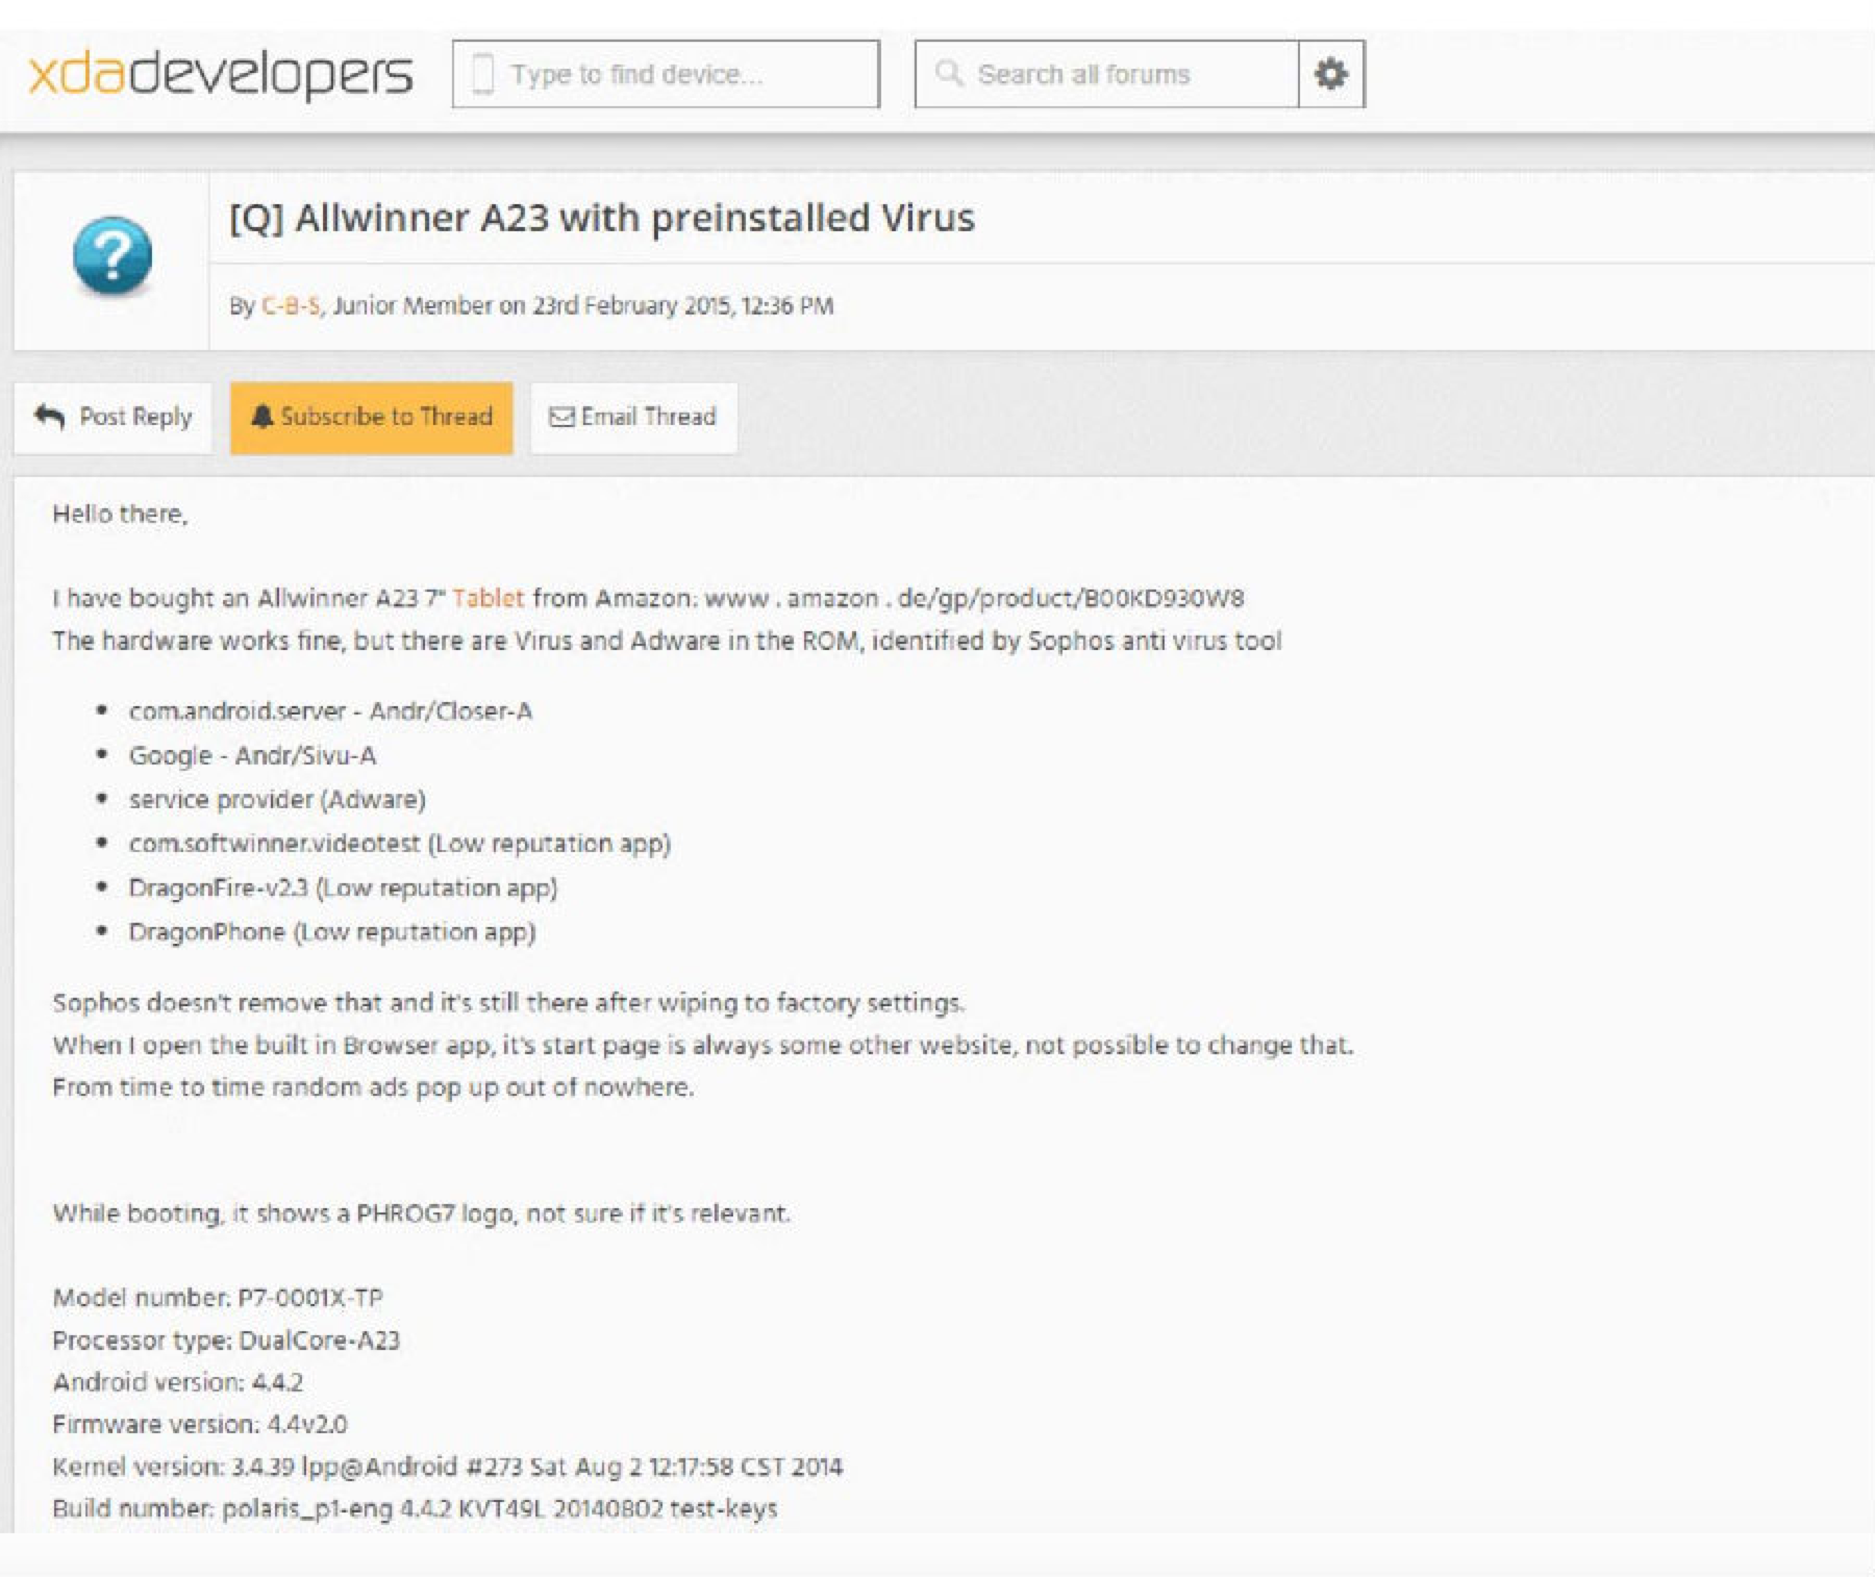 xdadevelopers
Type to find device...
Search all forums
[Q] Allwinner A23 with preinstalled Virus
By C-B-S, Junior Member on 23rd February 2015, 12:36 PM
Post Reply
Subscribe to Thread
Email Thread
Hello there,
I have bought an Allwinner A23 7" Tablet from Amazon: www . amazon . de/gp/product/B00KD930W8
The hardware works fine, but there are Virus and Adware in the ROM, identified by Sophos anti virus tool
• com.android.server - Andr/Closer-A
• Google - Andr/Sivu-A
• service provider (Adware)
• com.softwinner.videotest (Low reputation app)
• DragonFire-v2.3 (Low reputation app)
• DragonPhone (Low reputation app)
Sophos doesn't remove that and it's still there after wiping to factory settings.
When I open the built in Browser app, it's start page is always some other website, not possible to change that.
From time to time random ads pop up out of nowhere.
While booting, it shows a PHROG7 logo, not sure if it's relevant.
Model number: P7-0001X-TP
Processor type: DualCore-A23
Android version: 4.4.2
Firmware version: 4.4v2.0
Kernel version: 3.4.39 lpp@Android #273 Sat Aug 2 12:17:58 CST 2014
Build number: polaris_p1-eng 4.4.2 KVT49L 20140802 test-keys